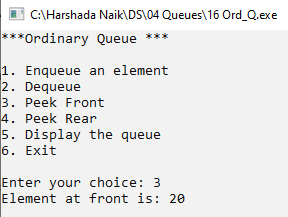 C:\Harshada Naik\DS\04 Queues\16 Ord_Q.exe
***Ordinary Queue ***
1. Enqueue an element
2. Dequeue
3. Peek Front
4. Peek Rear
5. Display the queue
6. Exit
Enter your choice: 3
Element at front is: 20